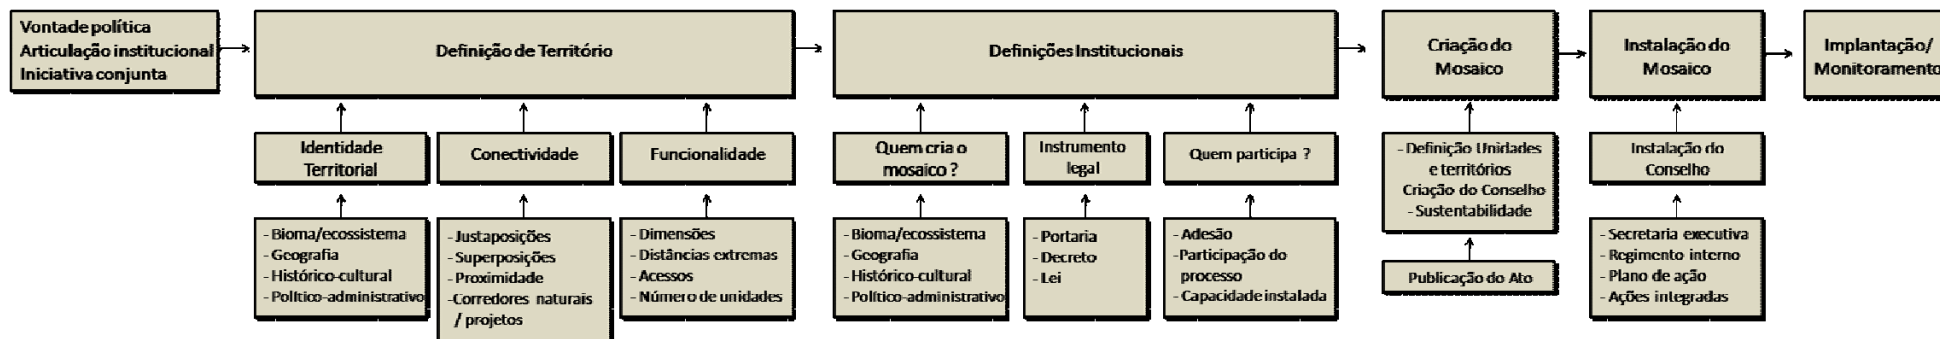 Vontade política
Articulação institucional
Iniciativa conjunta
Definição de Território
Definições Institucionais
Criação do
Mosaico
Instalação do
Mosaico
Implantação/
Monitoramento
Identidade
Territorial
Conectividade
Funcionalidade
Quem cria o
mosaico ?
Instrumento
legal
Quem participa ?
- Definição Unidades
e territórios
Criação do Conselho
- Sustentabilidade
Instalação do
Conselho
- Bioma/ecossistema
- Geografia
- Histórico-cultural
- Político-administrativo
- Justaposições
- Superposições
- Proximidade
-Corredores naturais
/ projetos
- Dimensões
- Distâncias extremas
- Acessos
- Número de unidades
- Bioma/ecossistema
- Geografia
- Histórico-cultural
- Político-administrativo
- Portaria
- Decreto
- Lei
- Adesão
-Participação do
processo
- Capacidade instalada
Publicação do Ato
- Secretaria executiva
- Regimento interno
- Plano de ação
- Ações integradas